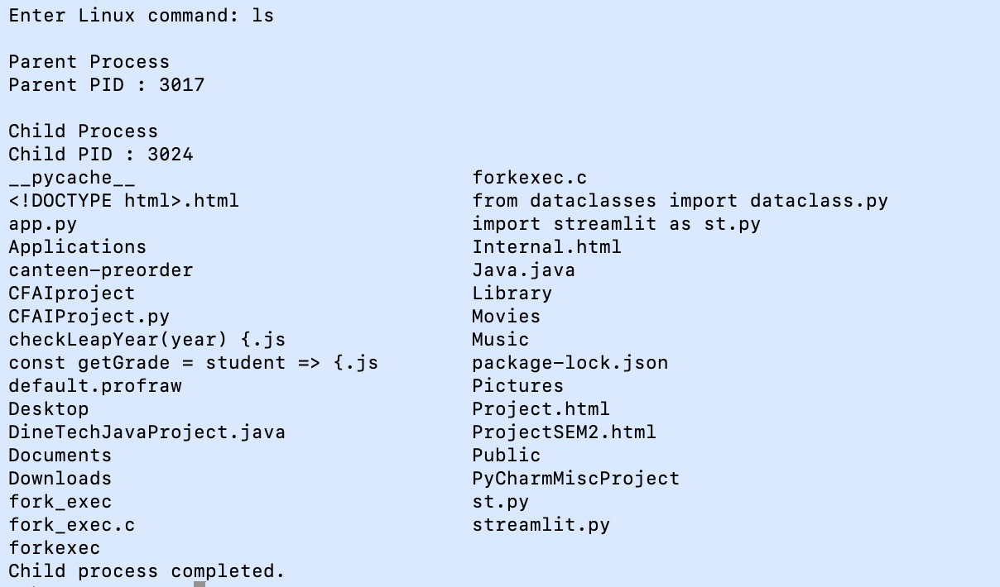 Enter Linux command: ls
Parent Process
Parent PID : 3017
Child Process
Child PID : 3024
__pycache__ forkexec.c
<!DOCTYPE html>.html from dataclasses import dataclass.py
app.py import streamlit as st.py
Applications Internal.html
canteen-preorder Java.java
CFAIproject Library
CFAIProject.py Movies
checkLeapYear(year) {.js Music
const getGrade = student => {.js package-lock.json
default.profraw Pictures
Desktop Project.html
DineTechJavaProject.java ProjectSEM2.html
Documents Public
Downloads PyCharmMiscProject
fork_exec st.py
fork_exec.c streamlit.py
forkexec
Child process completed.